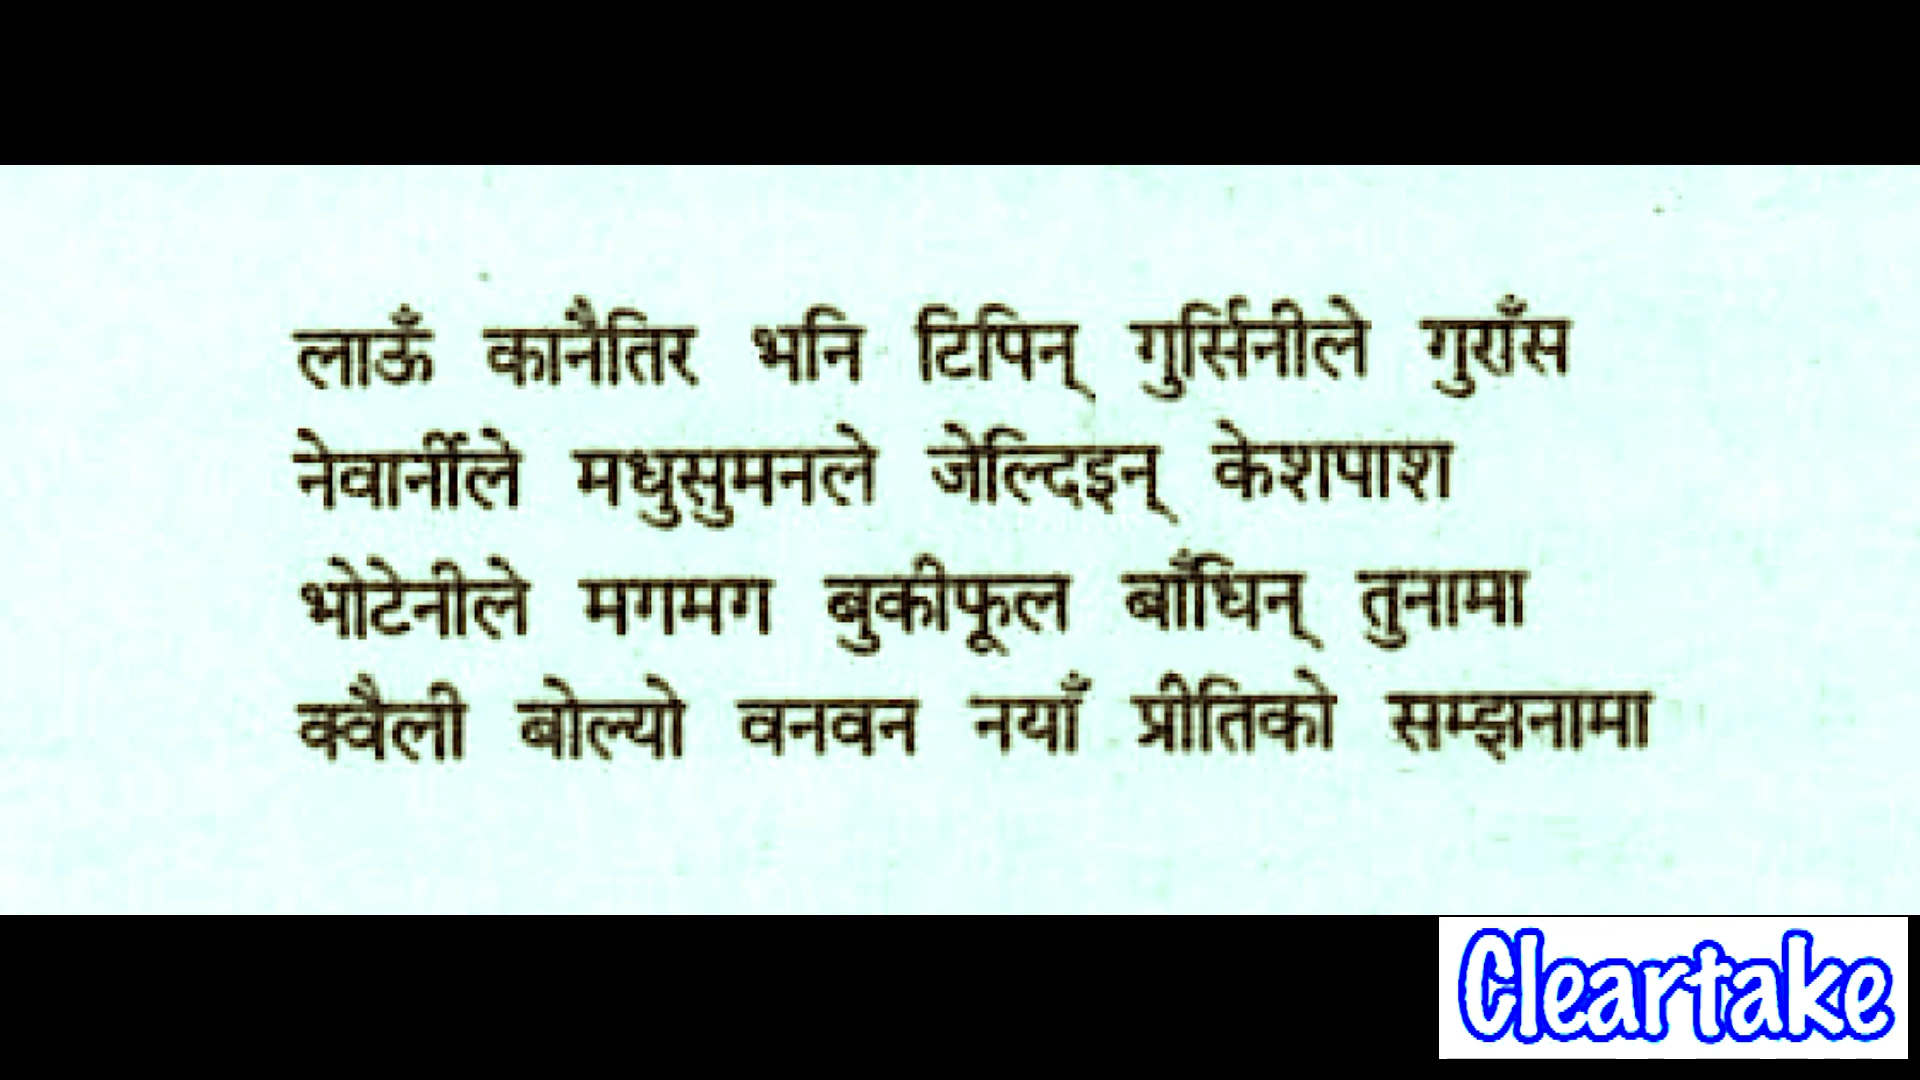 लाऊँ कानैतिर भनि टिपिन् गुर्सिनीले गुराँस
नेवार्नीले मधुसुमनले जेल्दिइन् केशपाश
भोटेनीले मगमग बुकीफूल बाँधिन् तुनामा
क्वैली बोल्यो वनवन नयाँ प्रीतिको सम्झनामा
Cleartake